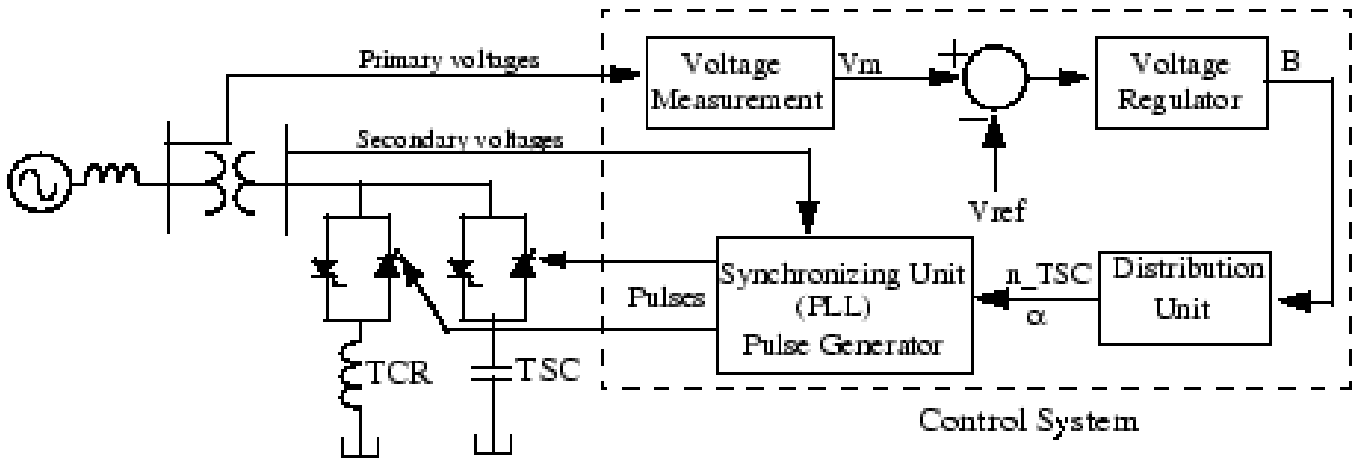 Primary voltages
Voltage
Measurement
Vm
+
−
Voltage
Regulator
B
Secondary voltages
Vref
Pulses
Synchronizing Unit
(PLL)
Pulse Generator
n_TSC
α
Distribution
Unit
TCR
TSC
Control System